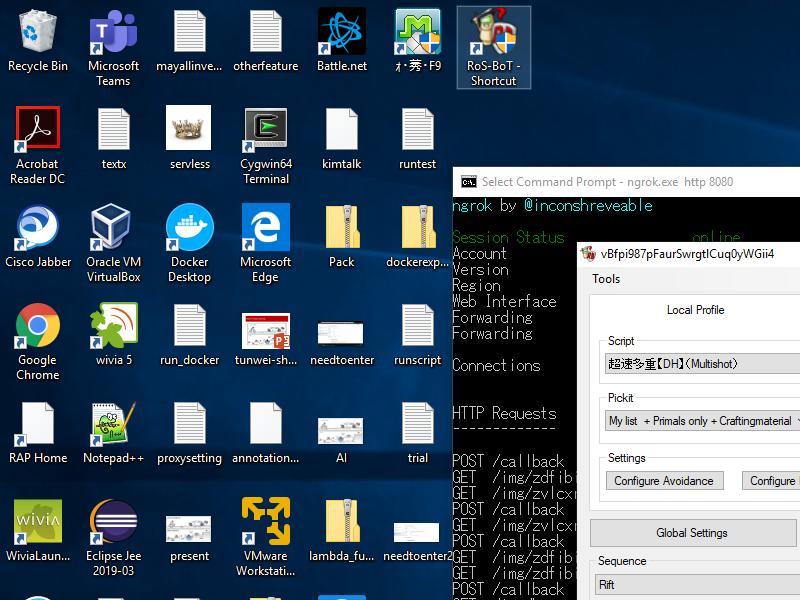 Recycle Bin
Microsoft Teams
mayallinve...
otherfeature
Battle.net
RoS-BoT - Shortcut
Acrobat Reader DC
textx
servless
Cygwin64 Terminal
kimtalk
runtest
Cisco Jabber
Oracle VM VirtualBox
Docker Desktop
Microsoft Edge
Pack
dockerexp...
Google Chrome
wivia 5
run_docker
tunwei-sh...
needtoenter
runscript
RAP Home
Notepad++
proxysetting
annotation...
AI
trial
WiviaLaun...
Eclipse Jee 2019-03
present
VMware Workstati...
lambda_fu...
needtoenter2
Select Command Prompt - ngrok.exe http 8080
ngrok by @inconshreveable
Session Status online
Account
Version
Region
Web Interface
Forwarding
Forwarding
Connections
HTTP Requests
-------------
POST /callback
GET /img/zdfibi
GET /img/zvlcxr
POST /callback
GET /img/zvlcxr
POST /callback
GET /img/zdfibi
GET /img/zdfibi
POST /callback
Tools
Local Profile
Script
超速多重【DH】(Multishot)
Pickit
My list + Primals only + Craftingmaterial
Settings
Configure Avoidance
Configure
Global Settings
Sequence
Rift